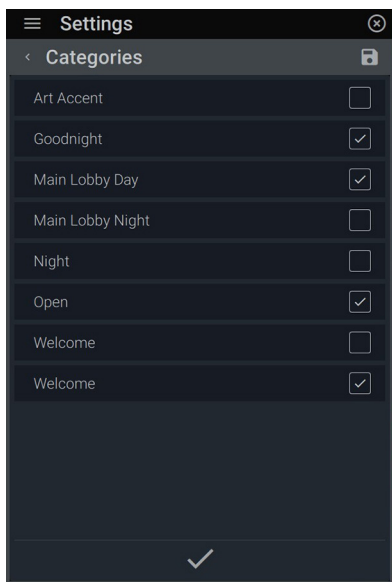 Settings
Categories
Art Accent
Goodnight
Main Lobby Day
Main Lobby Night
Night
Open
Welcome
Welcome